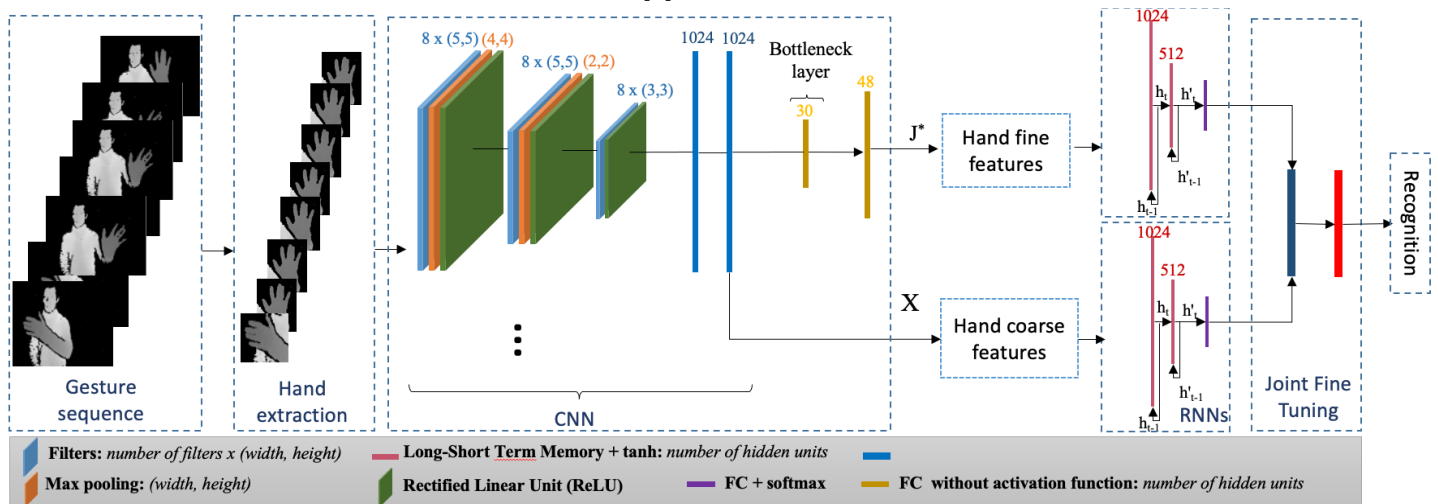 8 x (5,5) (4,4)
8 x (5,5) (2,2)
8 x (3,3)
1024 1024
Bottleneck
layer
30
48
J*
Hand fine
features
X
Hand coarse
features
1024
512
h_t
h'_t
h'_{t-1}
h_{t-1}
1024
512
h_t
h'_t
h'_{t-1}
h_{t-1}
RNNs
Recognition
Gesture
sequence
Hand
extraction
CNN
Joint Fine
Tuning
Filters: number of filters x (width, height)
Long-Short Term Memory + tanh: number of hidden units
Max pooling: (width, height)
Rectified Linear Unit (ReLU)
FC + softmax
FC without activation function: number of hidden units